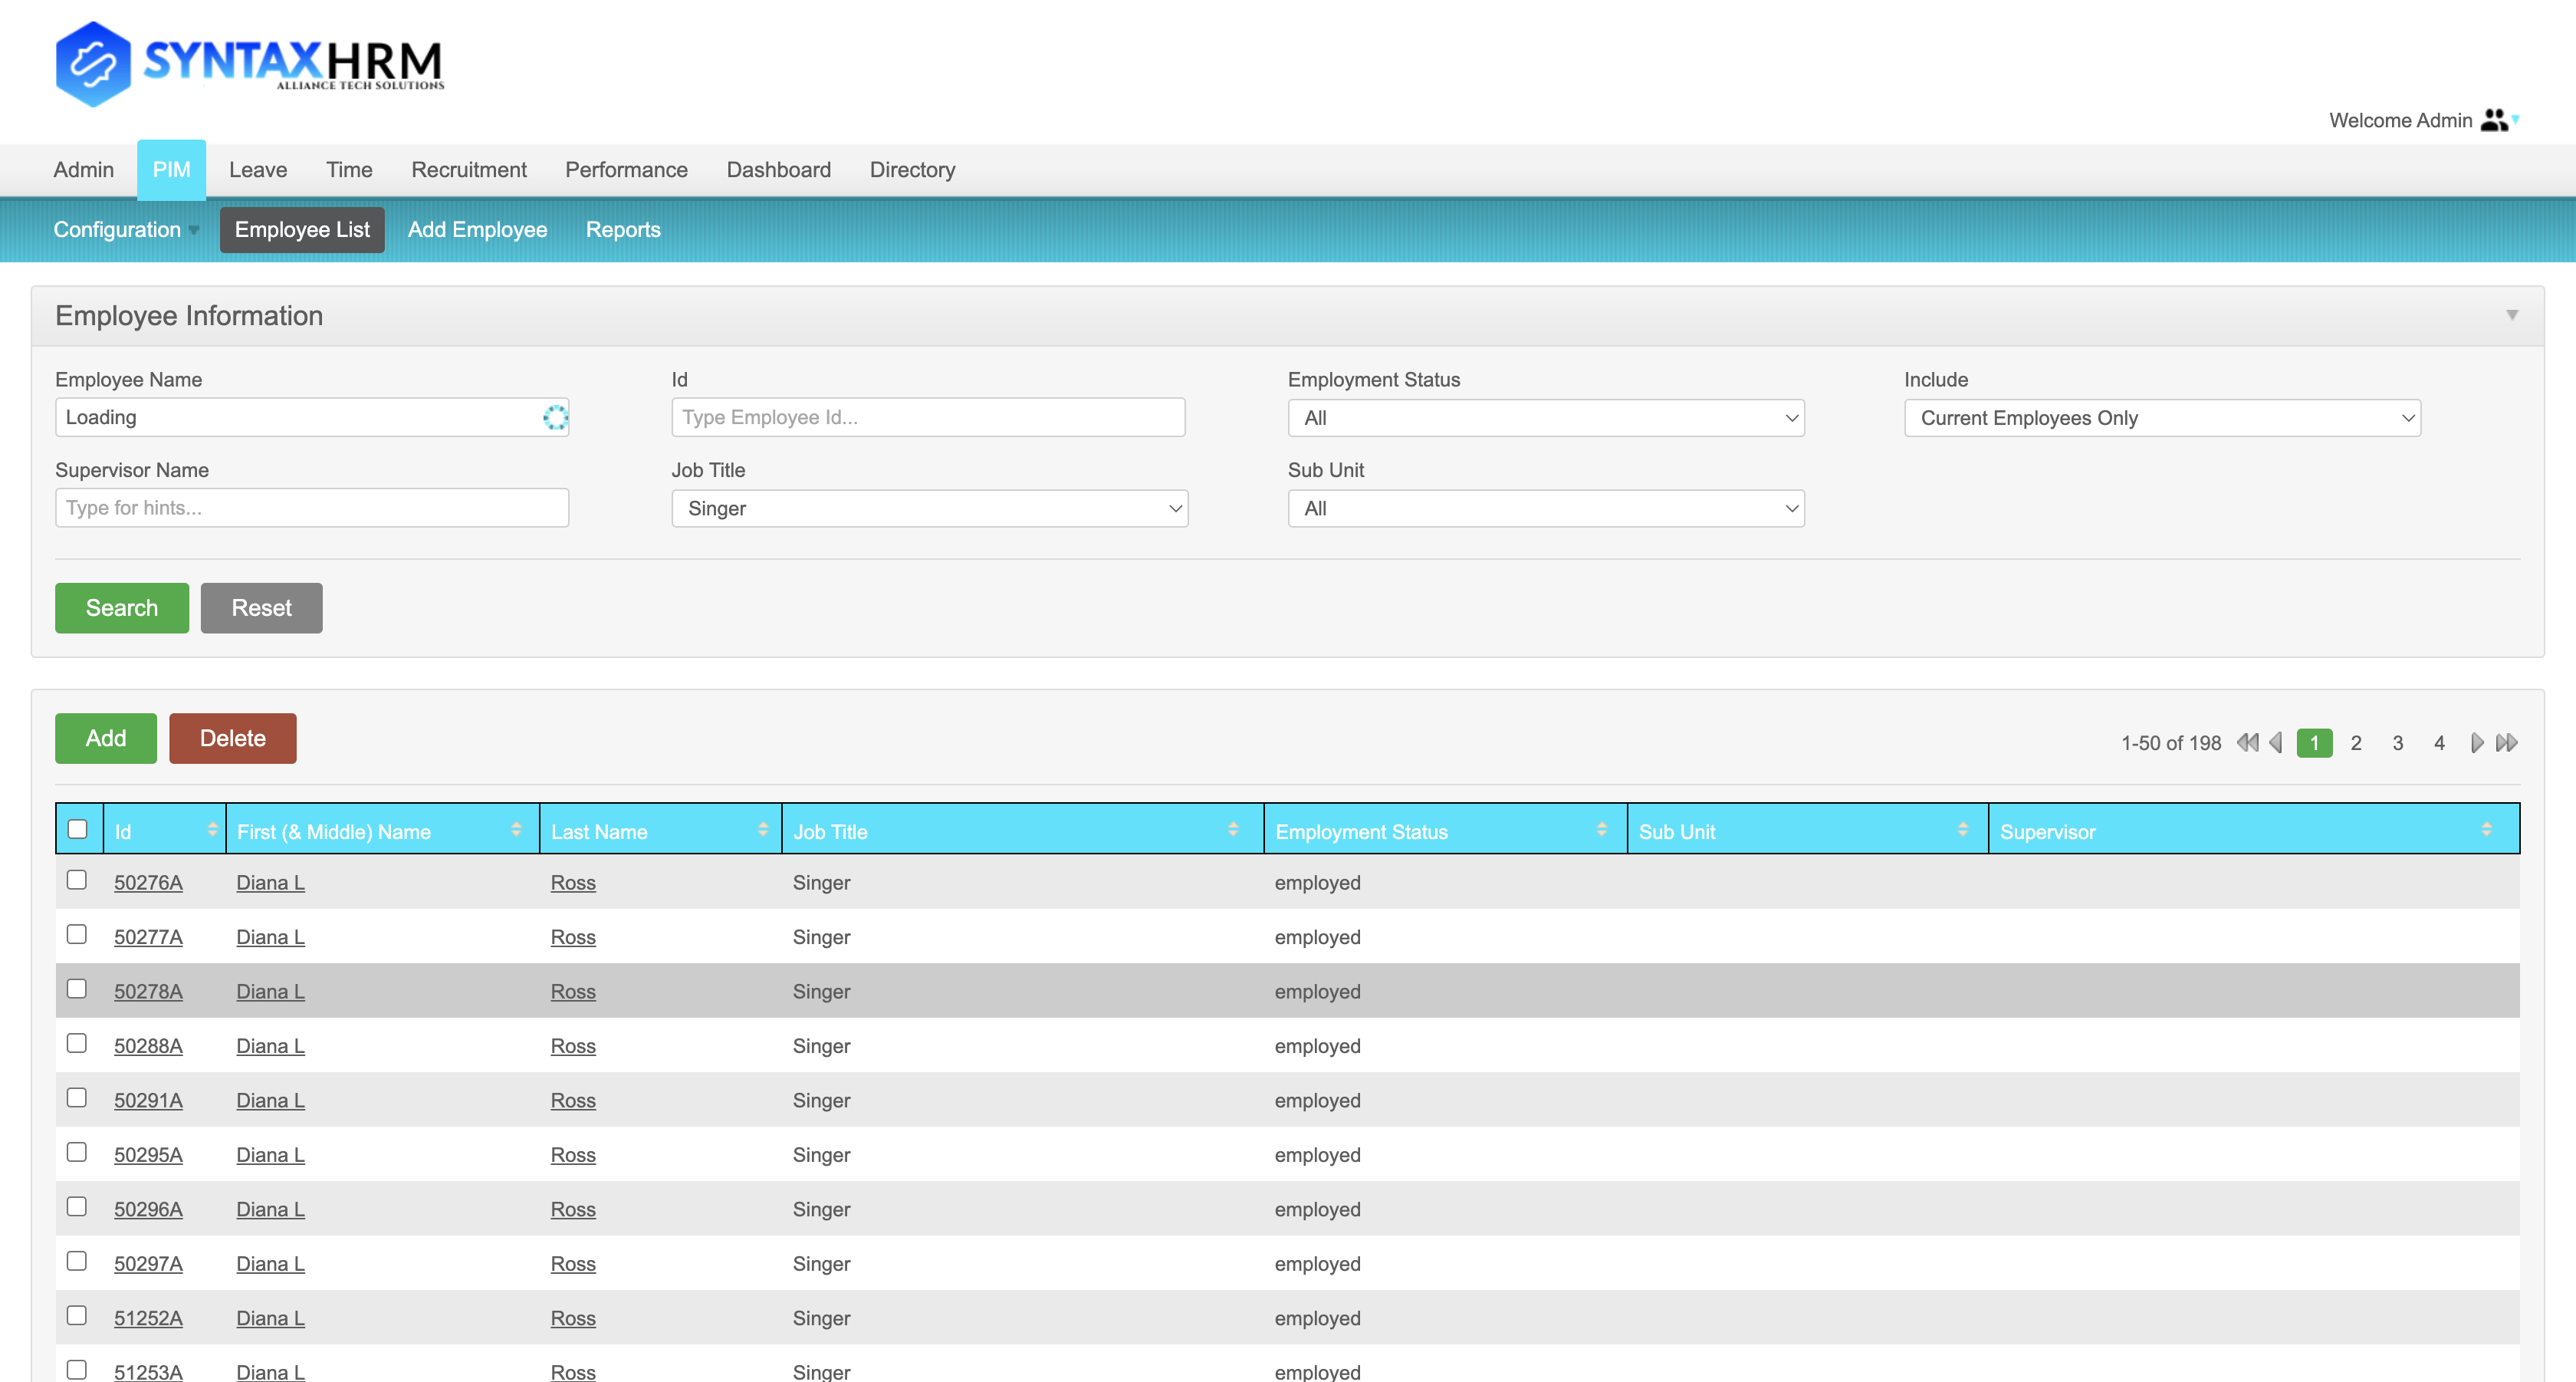 SYNTAXHRM
ALLIANCE TECH SOLUTIONS
Welcome Admin
Admin PIM Leave Time Recruitment Performance Dashboard Directory
Configuration Employee List Add Employee Reports
Employee Information
Employee Name Id Employment Status Include
Loading Type Employee Id... All Current Employees Only
Supervisor Name Job Title Sub Unit
Type for hints... Singer All
Search Reset
Add Delete 1-50 of 198 1 2 3 4
Id First (& Middle) Name Last Name Job Title Employment Status Sub Unit Supervisor
50276A Diana L Ross Singer employed
50277A Diana L Ross Singer employed
50278A Diana L Ross Singer employed
50288A Diana L Ross Singer employed
50291A Diana L Ross Singer employed
50295A Diana L Ross Singer employed
50296A Diana L Ross Singer employed
50297A Diana L Ross Singer employed
51252A Diana L Ross Singer employed
51253A Diana L Ross Singer employed